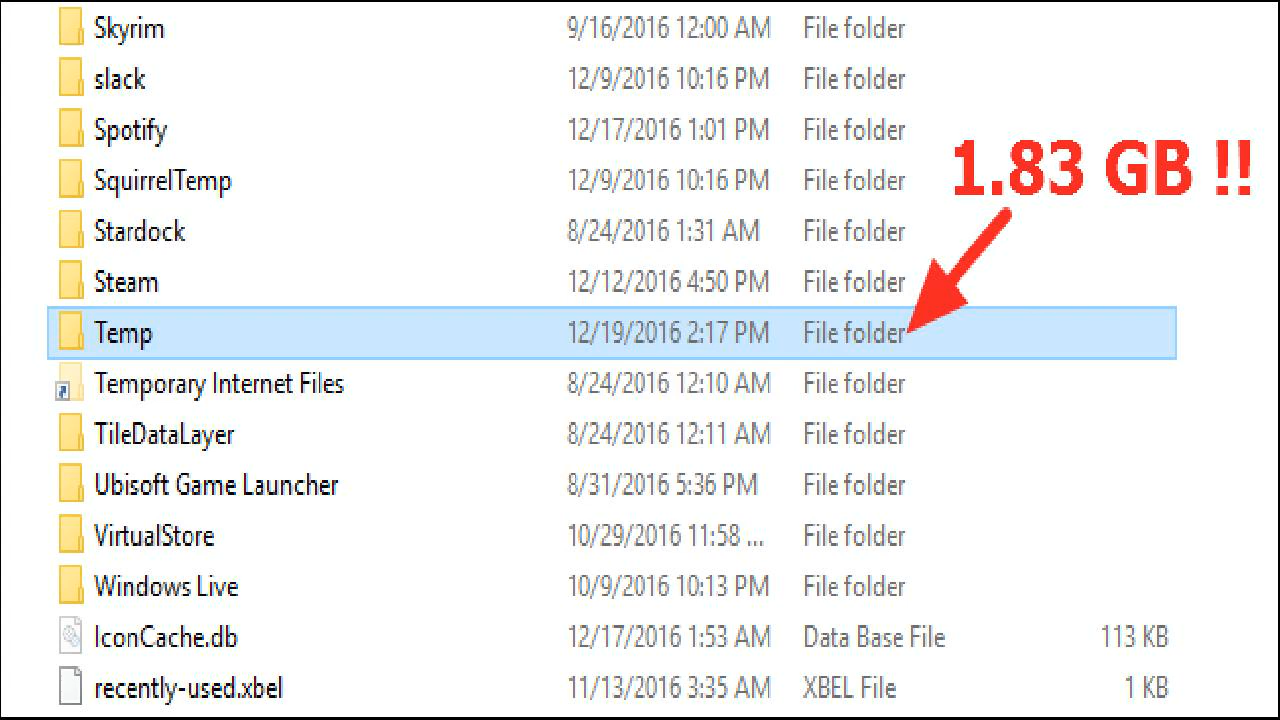 Skyrim 9/16/2016 12:00 AM File folder
slack 12/9/2016 10:16 PM File folder
Spotify 12/17/2016 1:01 PM File folder
1.83 GB !!
SquirrelTemp 12/9/2016 10:16 PM File folder
Stardock 8/24/2016 1:31 AM File folder
Steam 12/12/2016 4:50 PM File folder
Temp 12/19/2016 2:17 PM File folder
Temporary Internet Files 8/24/2016 12:10 AM File folder
TileDataLayer 8/24/2016 12:11 AM File folder
Ubisoft Game Launcher 8/31/2016 5:36 PM File folder
VirtualStore 10/29/2016 11:58 ... File folder
Windows Live 10/9/2016 10:13 PM File folder
IconCache.db 12/17/2016 1:53 AM Data Base File 113 KB
recently-used.xbel 11/13/2016 3:35 AM XBEL File 1 KB